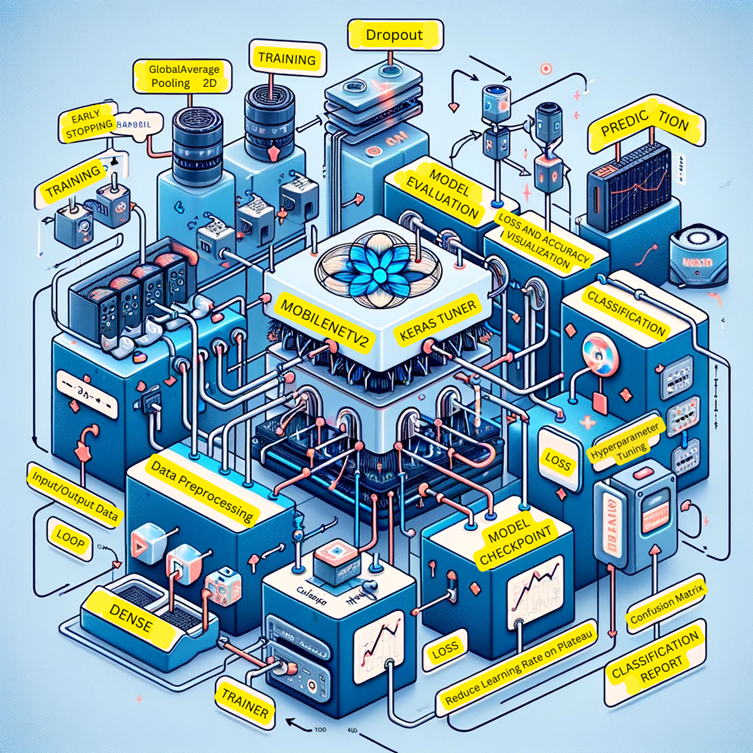 Dropout
GlobalAverage
Pooling 2D
TRAINING
EARLY
STOPPING
TRAINING
PREDIC TION
MODEL
EVALUATION
LOSS AND ACCURACY
VISUALIZATION
CLASSIFICATION
MOBILENETV2
KERAS TUNER
LOSS
Hyperparameter
Tuning
Data Preprocessing
Input/Output Data
LOOP
MODEL
CHECKPOINT
DENSE
LOSS
Reduce Learning Rate on Plateau
Confusion Matrix
CLASSIFICATION
REPORT
TRAINER